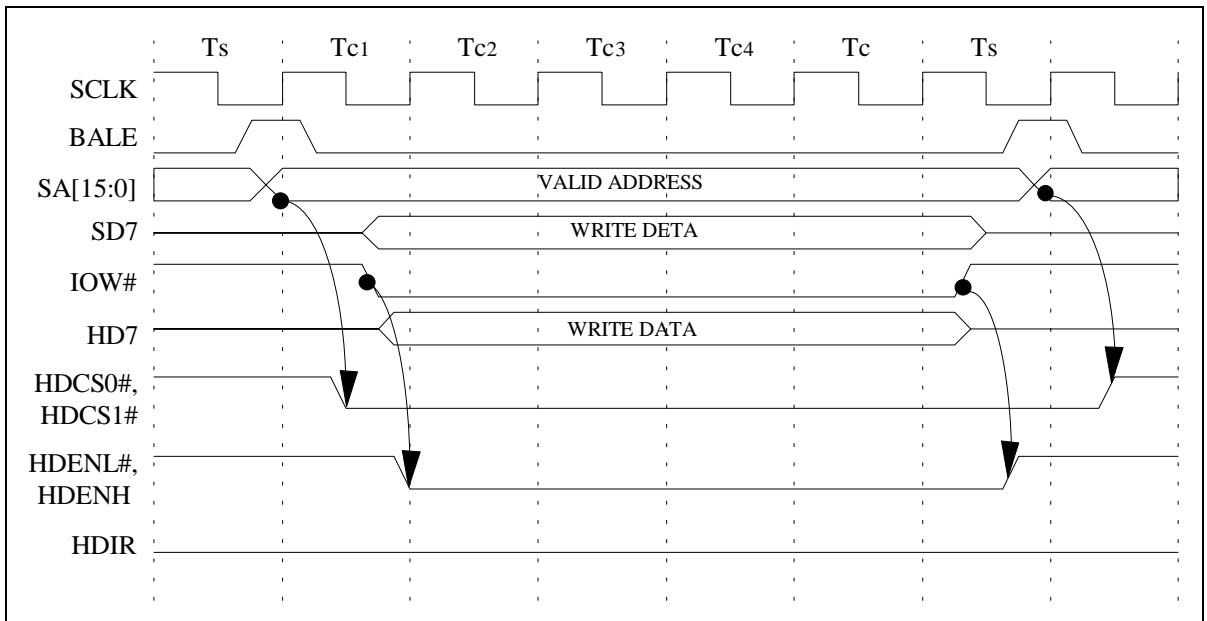 Ts Tc1 Tc2 Tc3 Tc4 Tc Ts
SCLK
BALE
SA[15:0] VALID ADDRESS
SD7 WRITE DETA
IOW#
HD7 WRITE DATA
HDCS0#,
HDCS1#
HDENL#,
HDENH
HDIR